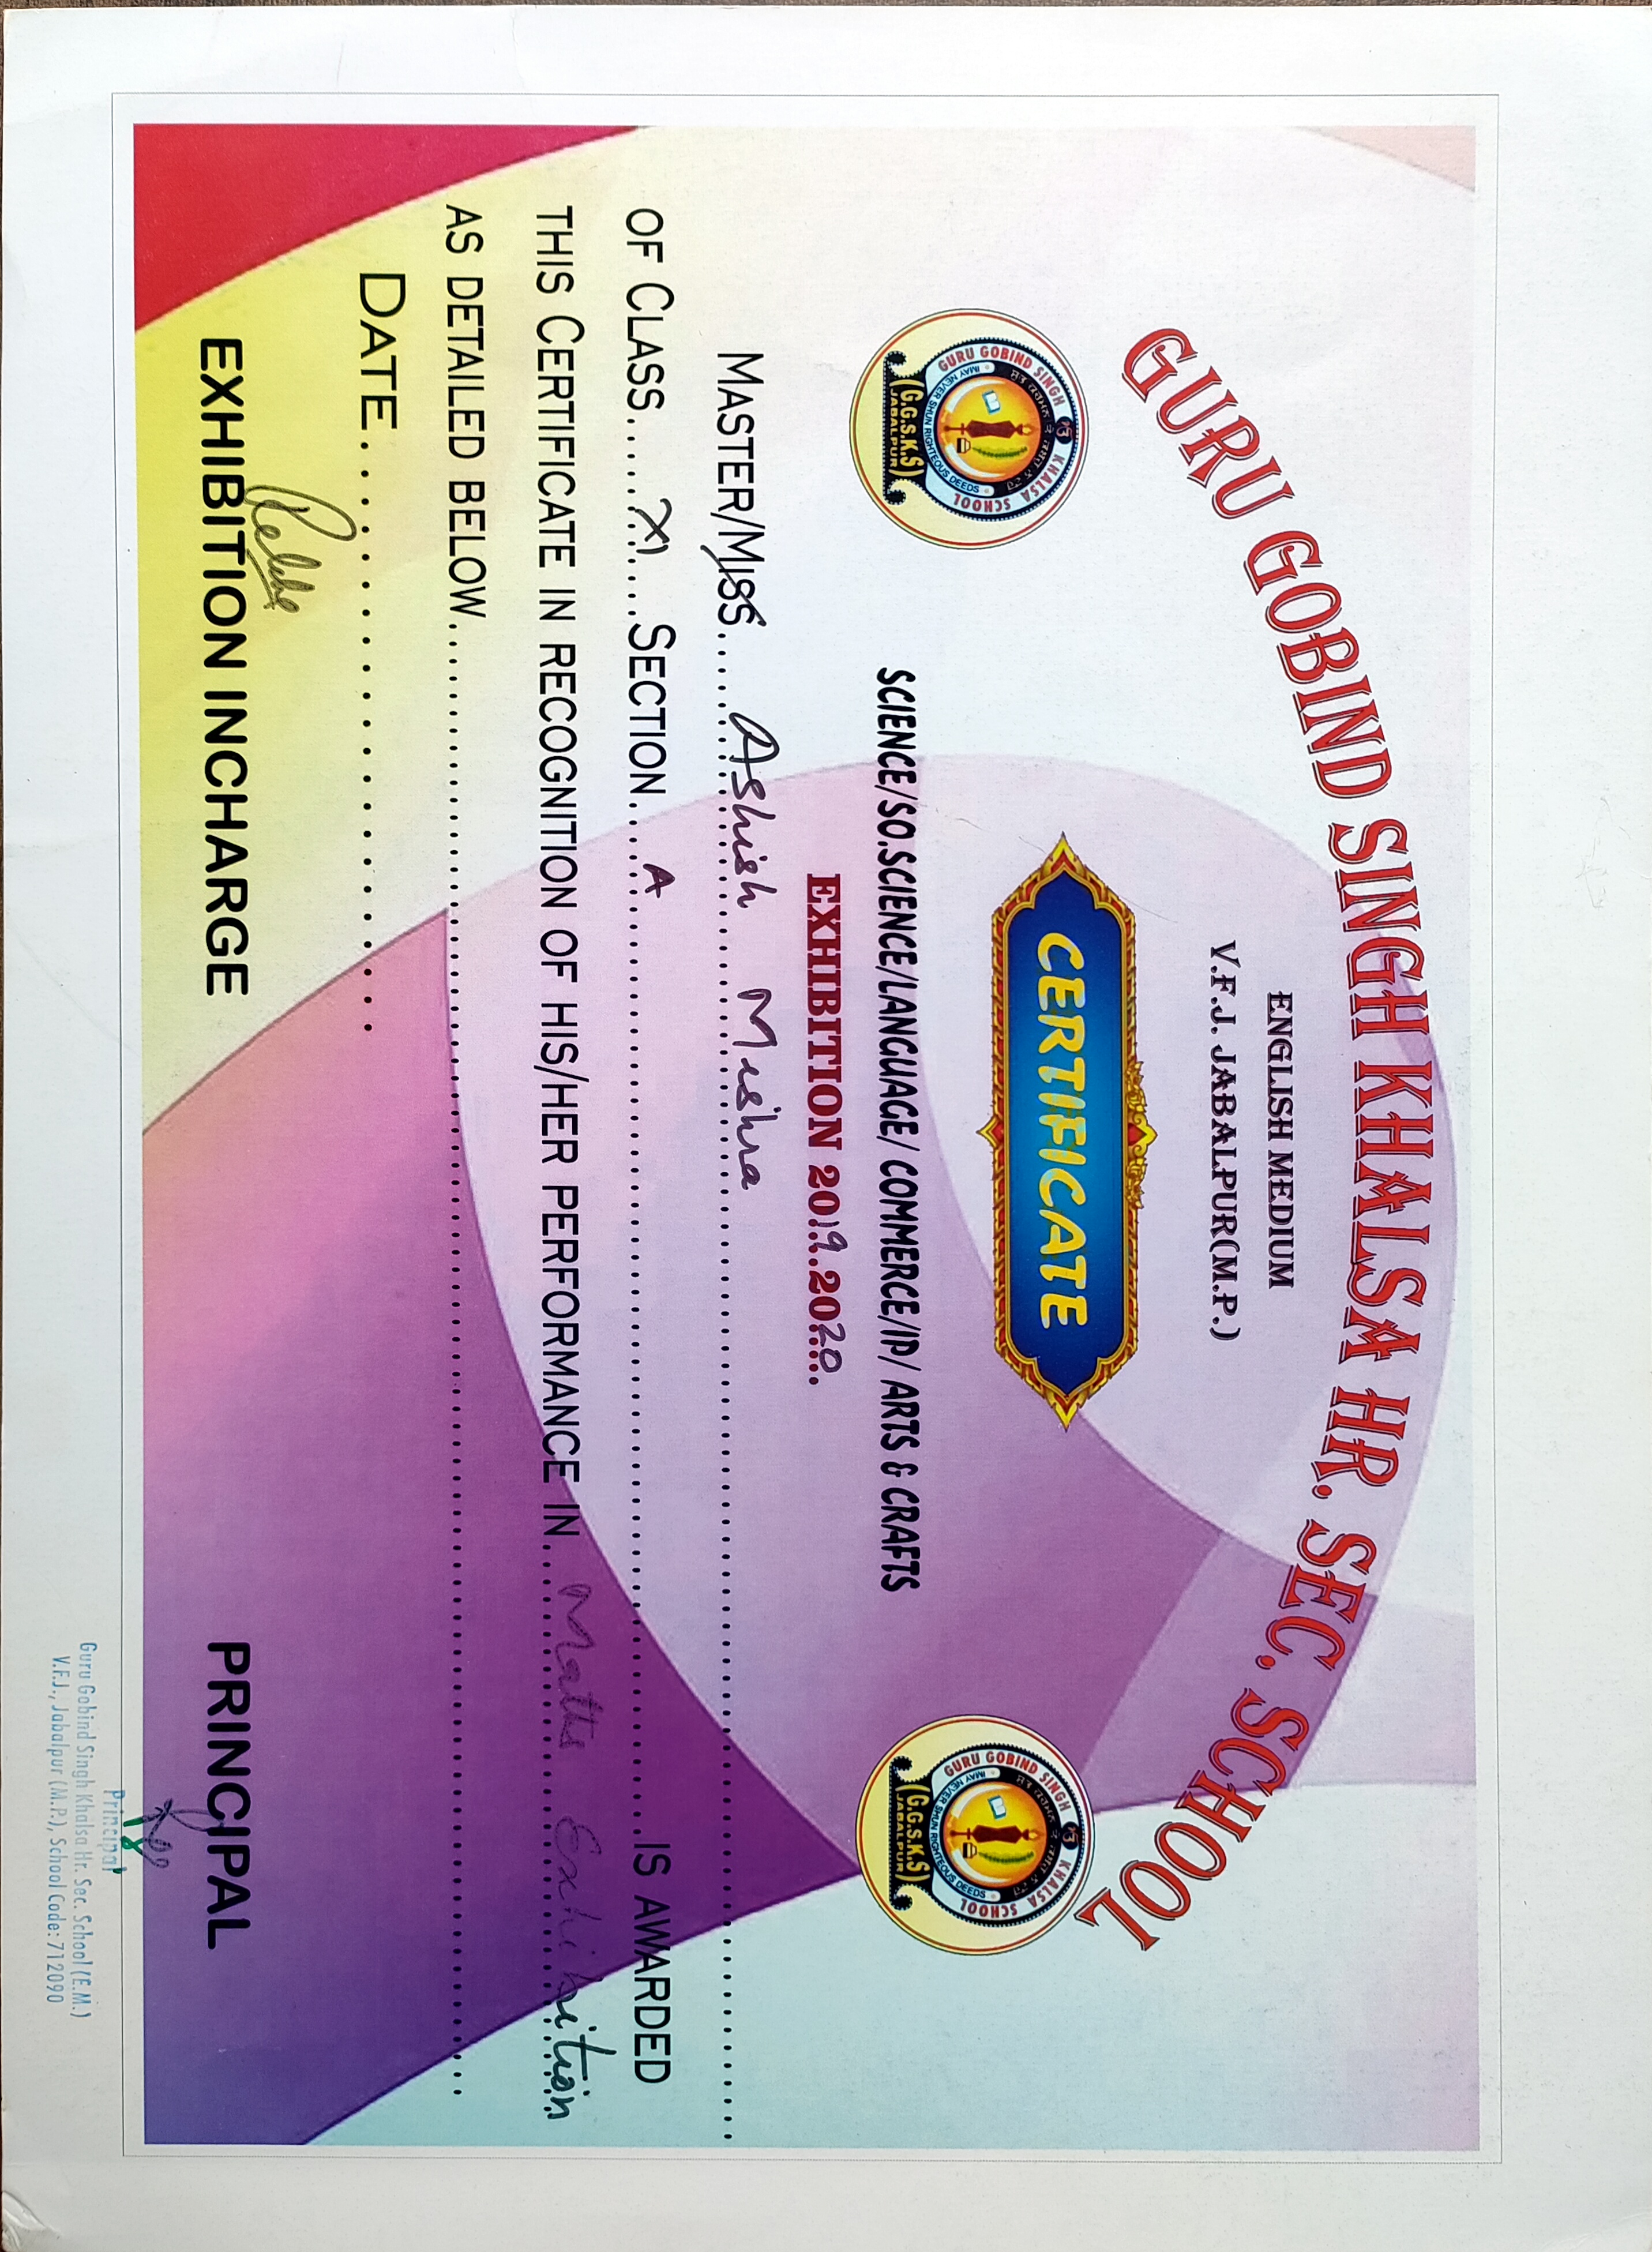 GURU GOBIND SINGH KHALSA HR. SEC. SCHOOL
ENGLISH MEDIUM
V.F.J. JABALPUR(M.P.)
CERTIFICATE
GURU GOBIND SINGH KHALSA SCHOOL
IMAY NEVER SHUN RIGHTEOUS DEEDS
(G.G.S.K.S)
JABALPUR
GURU GOBIND SINGH KHALSA SCHOOL
IMAY NEVER SHUN RIGHTEOUS DEEDS
(G.G.S.K.S)
JABALPUR
SCIENCE/SO.SCIENCE/LANGUAGE/ COMMERCE/IP/ ARTS & CRAFTS
EXHIBITION 2019..2020.....
MASTER/MISS.... Ashish Meshra
OF CLASS.....XI....SECTION... A ...IS AWARDED
THIS CERTIFICATE IN RECOGNITION OF HIS/HER PERFORMANCE IN... Maths Exhibition
AS DETAILED BELOW...
DATE...
EXHIBITION INCHARGE
PRINCIPAL
Principal
Guru Gobind Singh Khalsa Hr. Sec. School (E.M.)
V.F.J., Jabalpur (M.P.), School Code: 712090